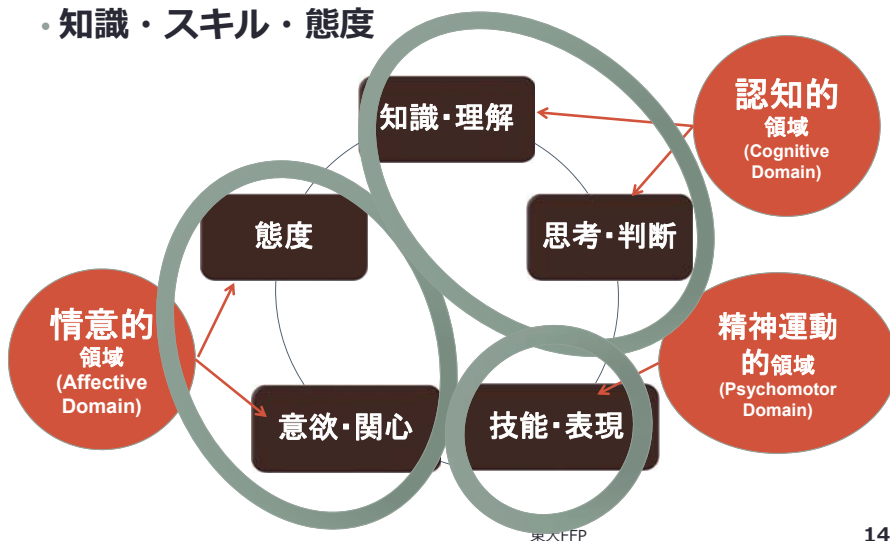 ・知識・スキル・態度
知識・理解
認知的
領域
(Cognitive
Domain)
態度
思考・判断
情意的
領域
(Affective
Domain)
精神運動
的領域
(Psychomotor
Domain)
意欲・関心
技能・表現
東大FFP
14